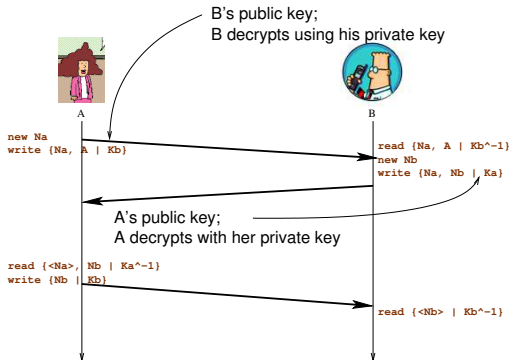 B's public key;
B decrypts using his private key
A
B
new Na
write {Na, A | Kb}
read {Na, A | Kb^-1}
new Nb
write {Na, Nb | Ka}
A's public key;
A decrypts with her private key
read {<Na>, Nb | Ka^-1}
write {Nb | Kb}
read {<Nb> | Kb^-1}